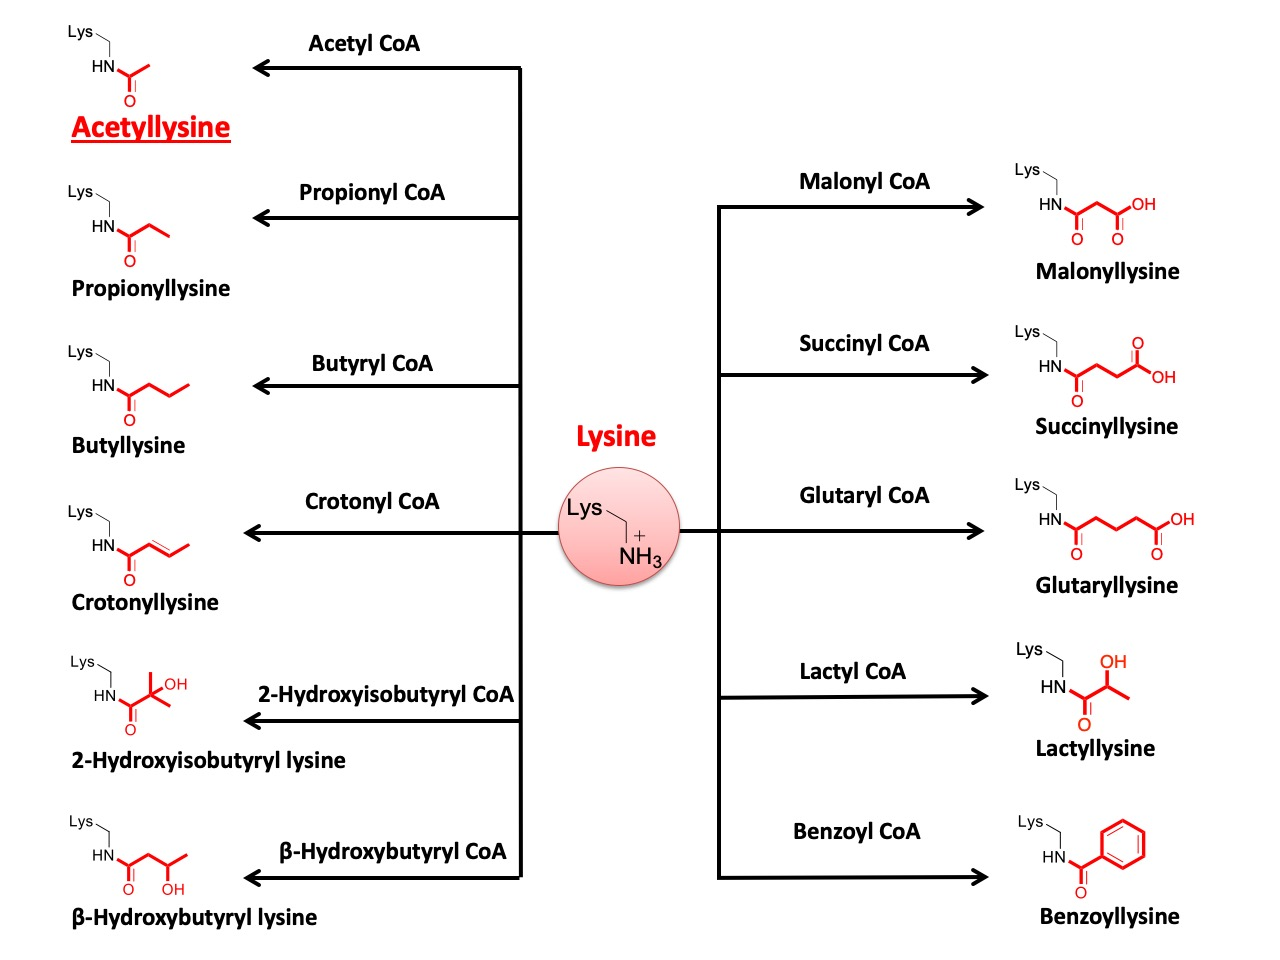 Lys
HN
O
Acetyl CoA
Acetyllysine
Lys
HN
O
Propionyl CoA
Propionyllysine
Lys
HN
O
Butyryl CoA
Butyllysine
Lys
HN
O
Crotonyl CoA
Crotonyllysine
Lys
HN
OH
O
2-Hydroxyisobutyryl CoA
2-Hydroxyisobutyryl lysine
Lys
HN
O
OH
β-Hydroxybutyryl CoA
β-Hydroxybutyryl lysine
Lysine
Lys
+
NH3
Malonyl CoA
Lys
HN
OH
O
O
Malonyllysine
Succinyl CoA
Lys
O
HN
OH
O
Succinyllysine
Glutaryl CoA
Lys
HN
OH
O
O
Glutaryllysine
Lactyl CoA
Lys
OH
HN
O
Lactyllysine
Benzoyl CoA
Lys
HN
O
Benzoyllysine